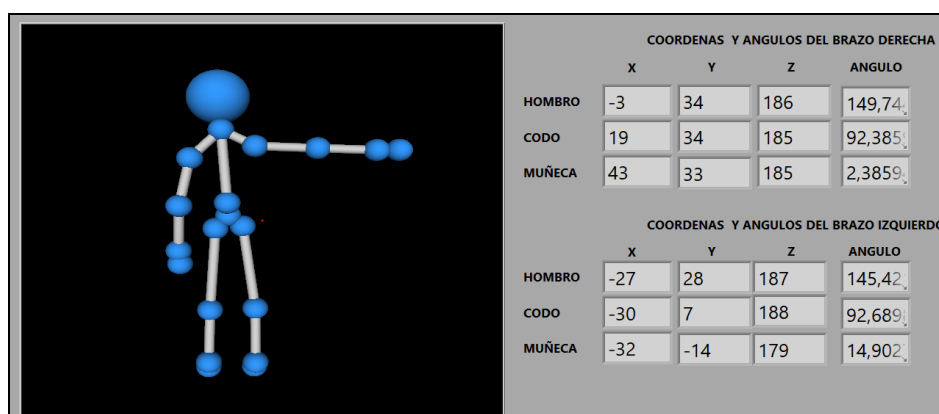 COORDENAS Y ANGULOS DEL BRAZO DERECHA
X Y Z ANGULO
HOMBRO -3 34 186 149,74
CODO 19 34 185 92,385
MUÑECA 43 33 185 2,3859
COORDENAS Y ANGULOS DEL BRAZO IZQUIERDO
X Y Z ANGULO
HOMBRO -27 28 187 145,42
CODO -30 7 188 92,689
MUÑECA -32 -14 179 14,902